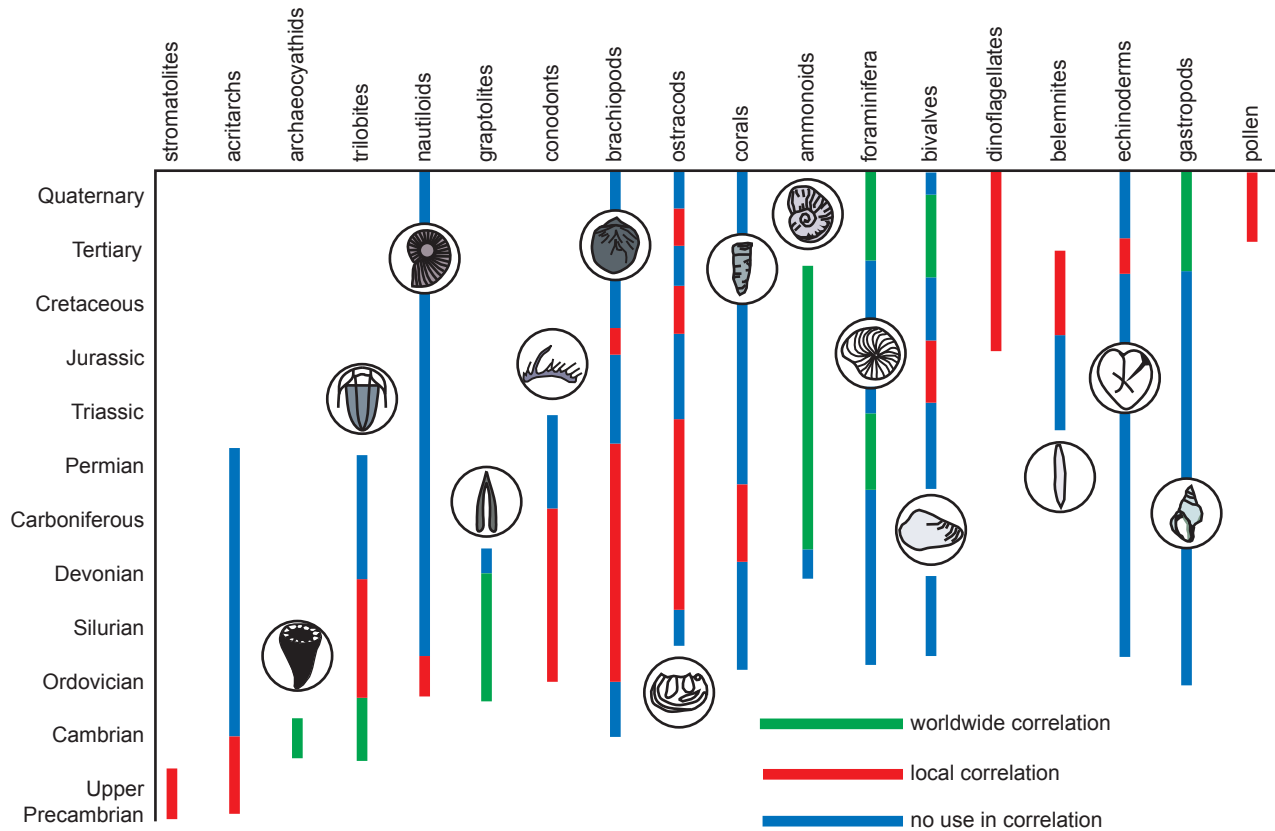 stromatolites
acritarchs
archaeocyathids
trilobites
nautiloids
graptolites
conodonts
brachiopods
ostracods
corals
ammonoids
foraminifera
bivalves
dinoflagellates
belemnites
echinoderms
gastropods
pollen
Quaternary
Tertiary
Cretaceous
Jurassic
Triassic
Permian
Carboniferous
Devonian
Silurian
Ordovician
Cambrian
Upper
Precambrian
worldwide correlation
local correlation
no use in correlation